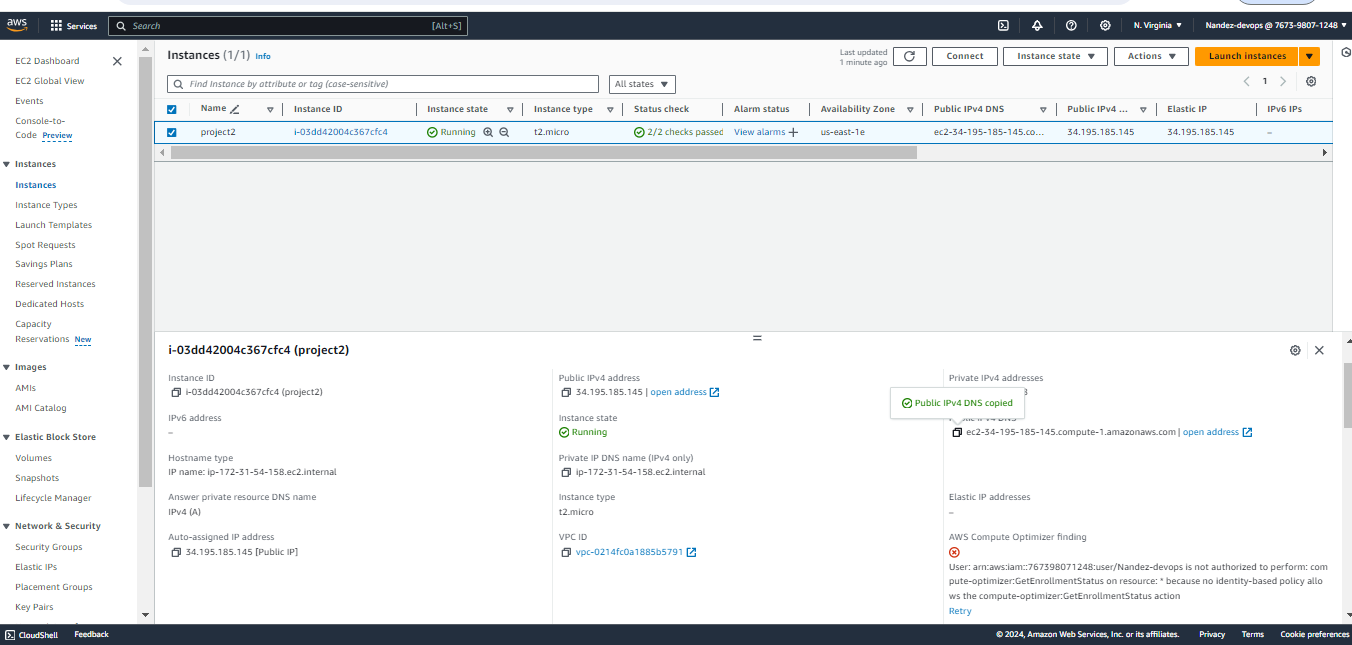 aws
Services
Search
[Alt+S]
N. Virginia
Nandez-devops @ 7673-9807-1248
EC2 Dashboard
EC2 Global View
Events
Console-to-
Code Preview
Instances
Instances
Instance Types
Launch Templates
Spot Requests
Savings Plans
Reserved Instances
Dedicated Hosts
Capacity
Reservations New
Images
AMIs
AMI Catalog
Elastic Block Store
Volumes
Snapshots
Lifecycle Manager
Network & Security
Security Groups
Elastic IPs
Placement Groups
Key Pairs
Instances (1/1) Info
Last updated
1 minute ago
Connect
Instance state
Actions
Launch instances
Find Instance by attribute or tag (case-sensitive)
All states
1
Name Instance ID Instance state Instance type Status check Alarm status Availability Zone Public IPv4 DNS Public IPv4 ... Elastic IP IPv6 IPs
project2 i-03dd42004c367cfc4 Running t2.micro 2/2 checks passed View alarms + us-east-1e ec2-34-195-185-145.co... 34.195.185.145 34.195.185.145 –
i-03dd42004c367cfc4 (project2)
Instance ID
i-03dd42004c367cfc4 (project2)
IPv6 address
–
Hostname type
IP name: ip-172-31-54-158.ec2.internal
Answer private resource DNS name
IPv4 (A)
Auto-assigned IP address
34.195.185.145 [Public IP]
Public IPv4 address
34.195.185.145 | open address
Instance state
Running
Private IP DNS name (IPv4 only)
ip-172-31-54-158.ec2.internal
Instance type
t2.micro
VPC ID
vpc-0214fc0a1885b5791
Private IPv4 addresses
Public IPv4 DNS copied
ec2-34-195-185-145.compute-1.amazonaws.com | open address
Elastic IP addresses
–
AWS Compute Optimizer finding
User: arn:aws:iam::767398071248:user/Nandez-devops is not authorized to perform: com
pute-optimizer:GetEnrollmentStatus on resource: * because no identity-based policy allo
ws the compute-optimizer:GetEnrollmentStatus action
Retry
CloudShell
Feedback
© 2024, Amazon Web Services, Inc. or its affiliates.
Privacy
Terms
Cookie preferences